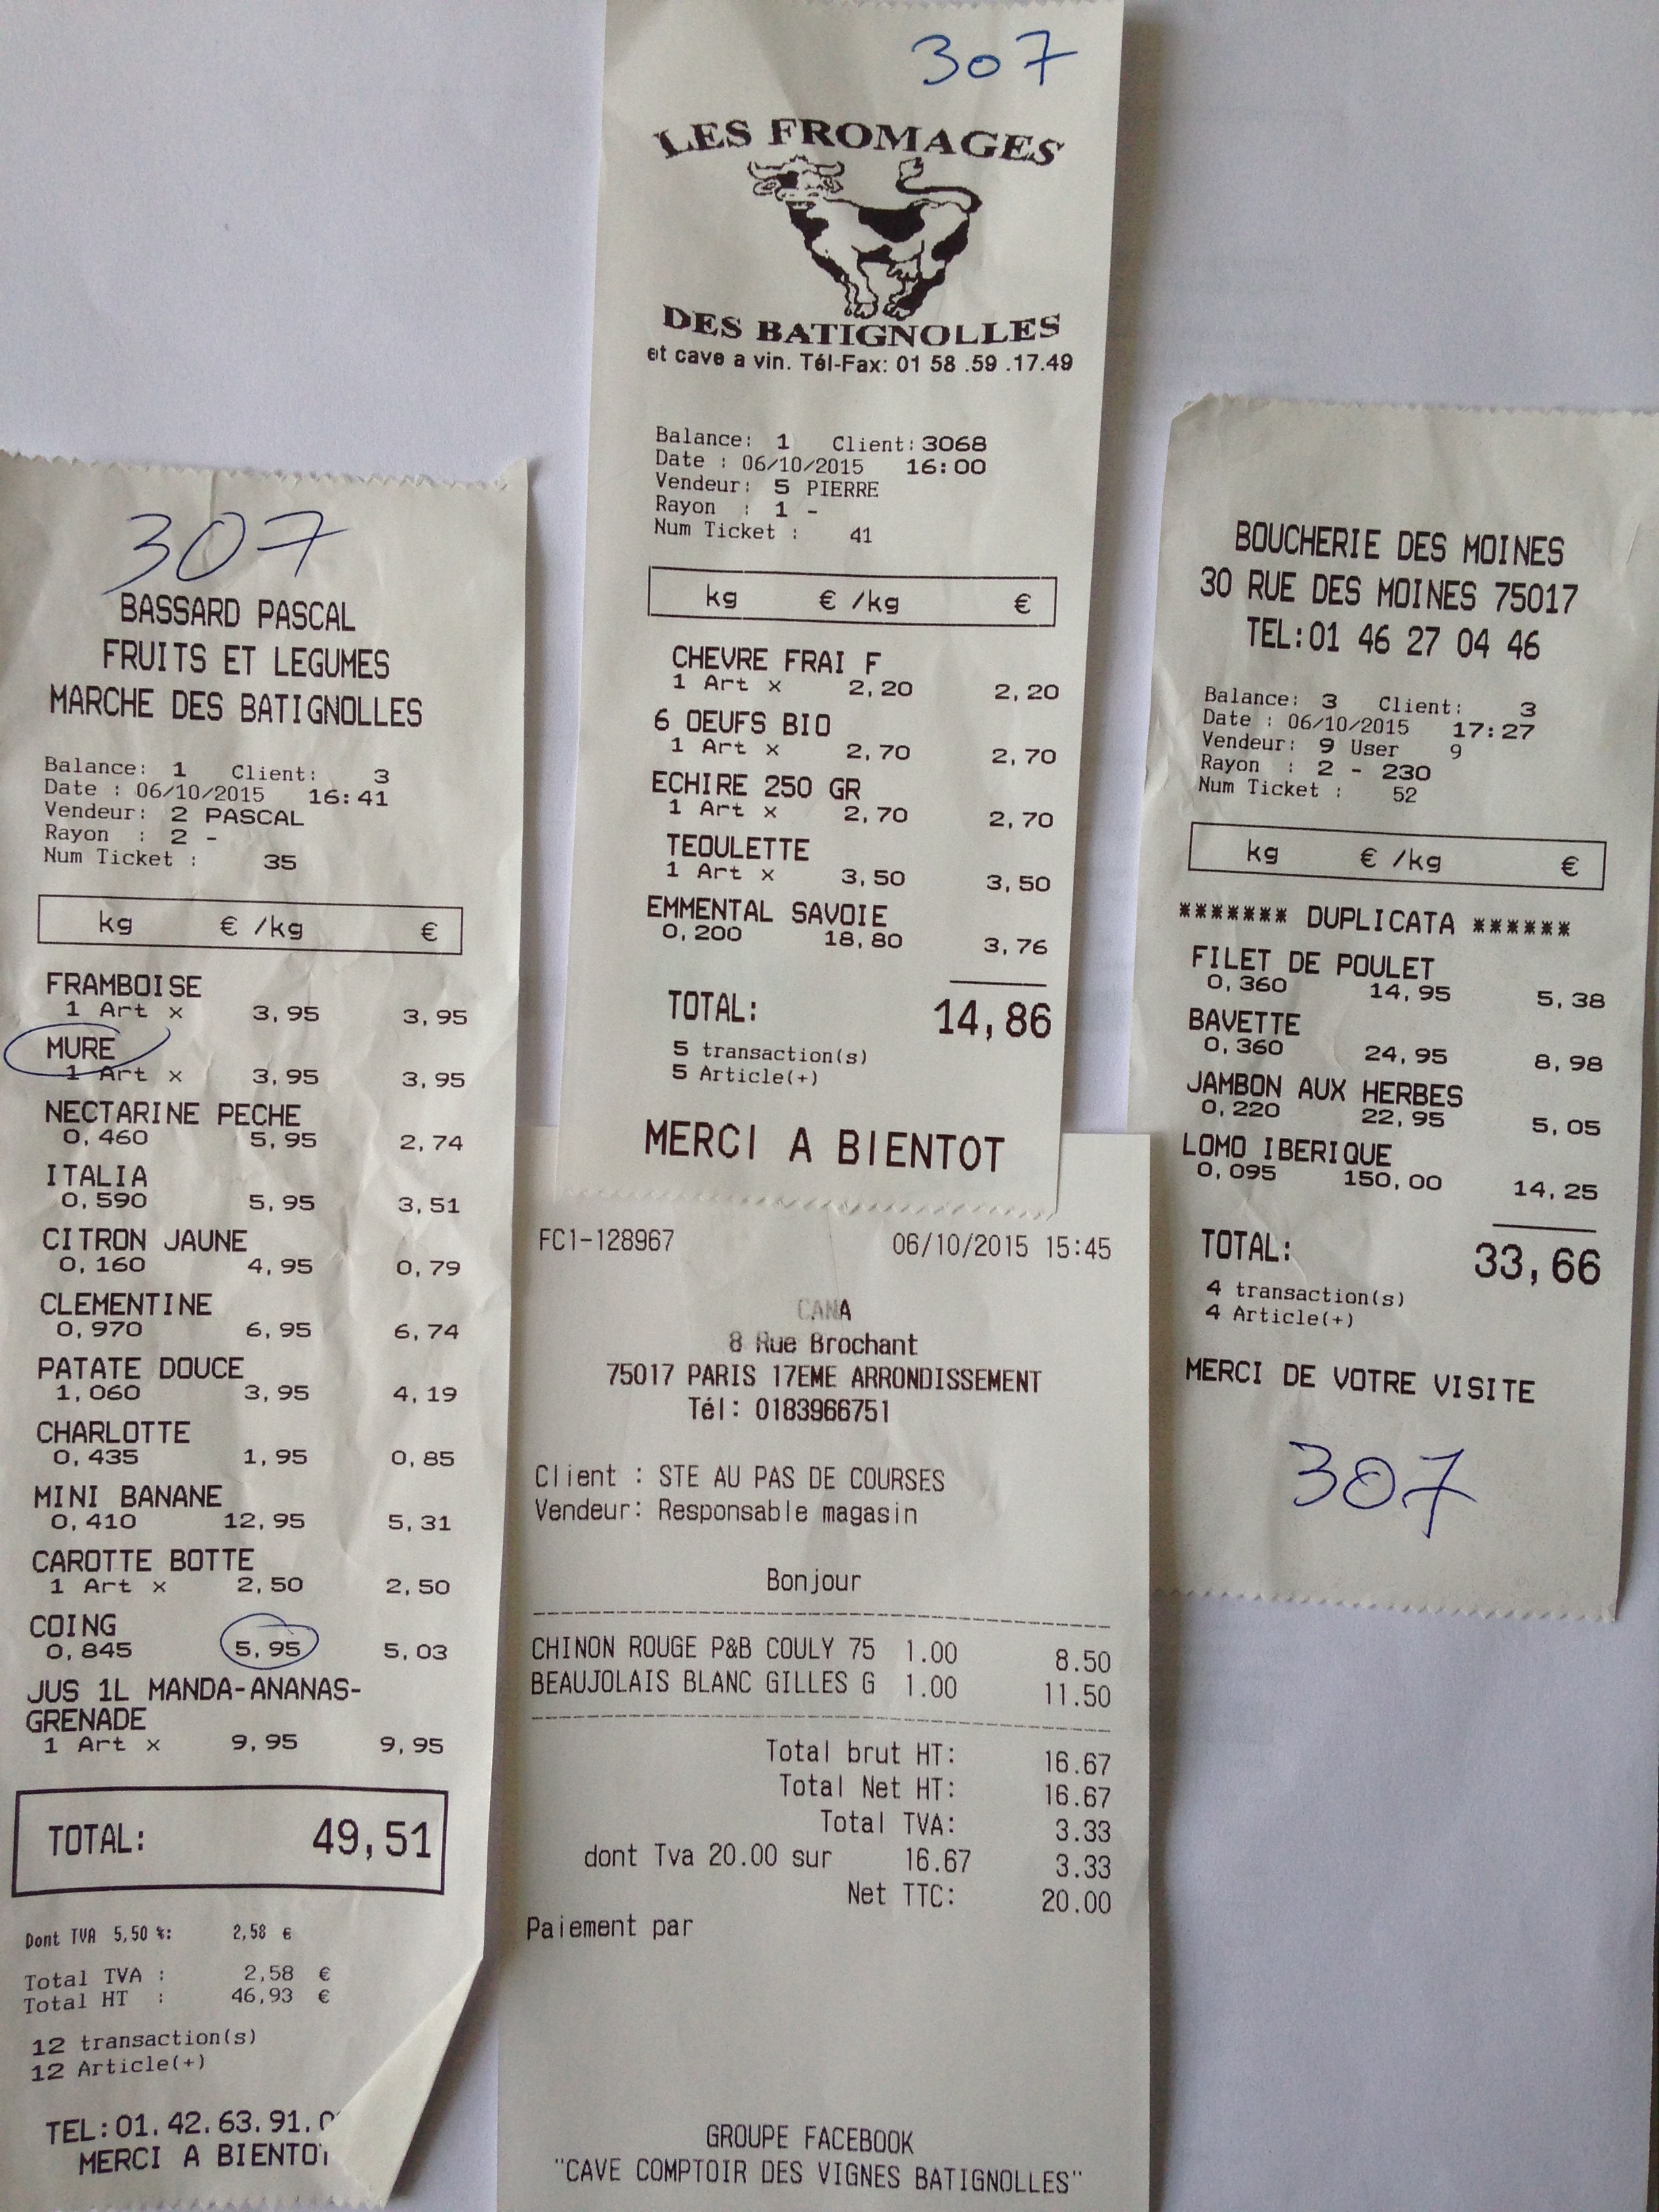 307
BASSARD PASCAL
FRUITS ET LEGUMES
MARCHE DES BATIGNOLLES
Balance: 1 Client: 3
Date : 06/10/2015 16:41
Vendeur: 2 PASCAL
Rayon : 2 -
Num Ticket : 35
kg € /kg €
FRAMBOISE
1 Art x 3,95 3,95
MURE
1 Art x 3,95 3,95
NECTARINE PECHE
0,460 5,95 2,74
ITALIA
0,590 5,95 3,51
CITRON JAUNE
0,160 4,95 0,79
CLEMENTINE
0,970 6,95 6,74
PATATE DOUCE
1,060 3,95 4,19
CHARLOTTE
0,435 1,95 0,85
MINI BANANE
0,410 12,95 5,31
CAROTTE BOTTE
1 Art x 2,50 2,50
COING
0,845 5,95 5,03
JUS 1L MANDA-ANANAS-
GRENADE
1 Art x 9,95 9,95
TOTAL: 49,51
Dont TVA 5,50 %: 2,58 €
Total TVA : 2,58 €
Total HT : 46,93 €
12 transaction(s)
12 Article(+)
TEL:01.42.63.91.
MERCI A BIENTO
307
LES FROMAGES
DES BATIGNOLLES
et cave a vin. Tél-Fax: 01 58 .59 .17.49
Balance: 1 Client: 3068
Date : 06/10/2015 16:00
Vendeur: 5 PIERRE
Rayon : 1 -
Num Ticket : 41
kg € /kg €
CHEVRE FRAI F
1 Art x 2,20 2,20
6 OEUFS BIO
1 Art x 2,70 2,70
ECHIRE 250 GR
1 Art x 2,70 2,70
TEOULETTE
1 Art x 3,50 3,50
EMMENTAL SAVOIE
0,200 18,80 3,76
TOTAL: 14,86
5 transaction(s)
5 Article(+)
MERCI A BIENTOT
FC1-128967 06/10/2015 15:45
CANA
8 Rue Brochant
75017 PARIS 17EME ARRONDISSEMENT
Tél: 0183966751
Client : STE AU PAS DE COURSES
Vendeur: Responsable magasin
Bonjour
CHINON ROUGE P&B COULY 75 1.00 8.50
BEAUJOLAIS BLANC GILLES G 1.00 11.50
Total brut HT: 16.67
Total Net HT: 16.67
Total TVA: 3.33
dont Tva 20.00 sur 16.67 3.33
Net TTC: 20.00
Paiement par
GROUPE FACEBOOK
"CAVE COMPTOIR DES VIGNES BATIGNOLLES"
BOUCHERIE DES MOINES
30 RUE DES MOINES 75017
TEL:01 46 27 04 46
Balance: 3 Client: 3
Date : 06/10/2015 17:27
Vendeur: 9 User 9
Rayon : 2 - 230
Num Ticket : 52
kg € /kg €
******* DUPLICATA ******
FILET DE POULET
0,360 14,95 5,38
BAVETTE
0,360 24,95 8,98
JAMBON AUX HERBES
0,220 22,95 5,05
LOMO IBERIQUE
0,095 150,00 14,25
TOTAL: 33,66
4 transaction(s)
4 Article(+)
MERCI DE VOTRE VISITE
307